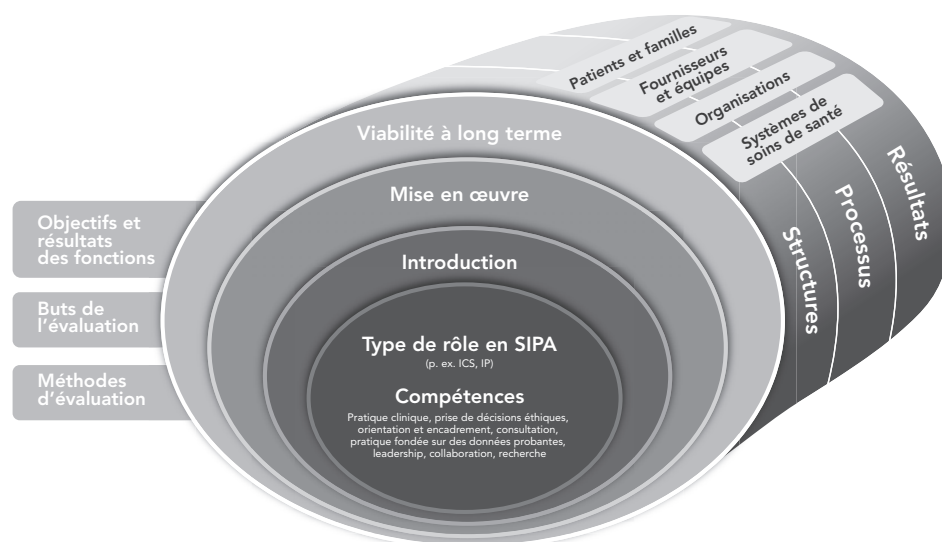 Patients et familles
Fournisseurs
et équipes
Organisations
Systèmes de
soins de santé
Résultats
Processus
Structures
Viabilité à long terme
Mise en œuvre
Introduction
Objectifs et
résultats
des fonctions
Buts de
l’évaluation
Méthodes
d’évaluation
Type de rôle en SIPA
(p. ex. ICS, IP)
Compétences
Pratique clinique, prise de décisions éthiques,
orientation et encadrement, consultation,
pratique fondée sur des données probantes,
leadership, collaboration, recherche